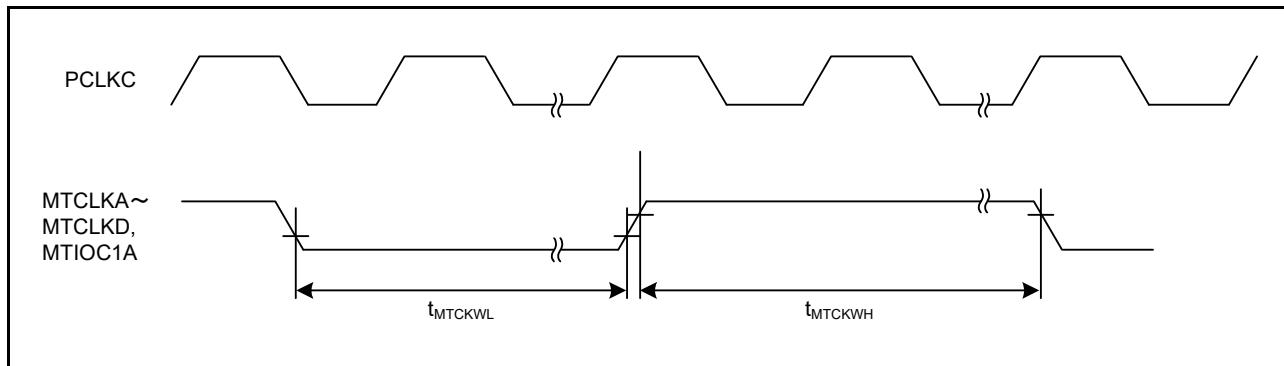 PCLKC
MTCLKA～
MTCLKD,
MTIOC1A
tMTCKWL
tMTCKWH